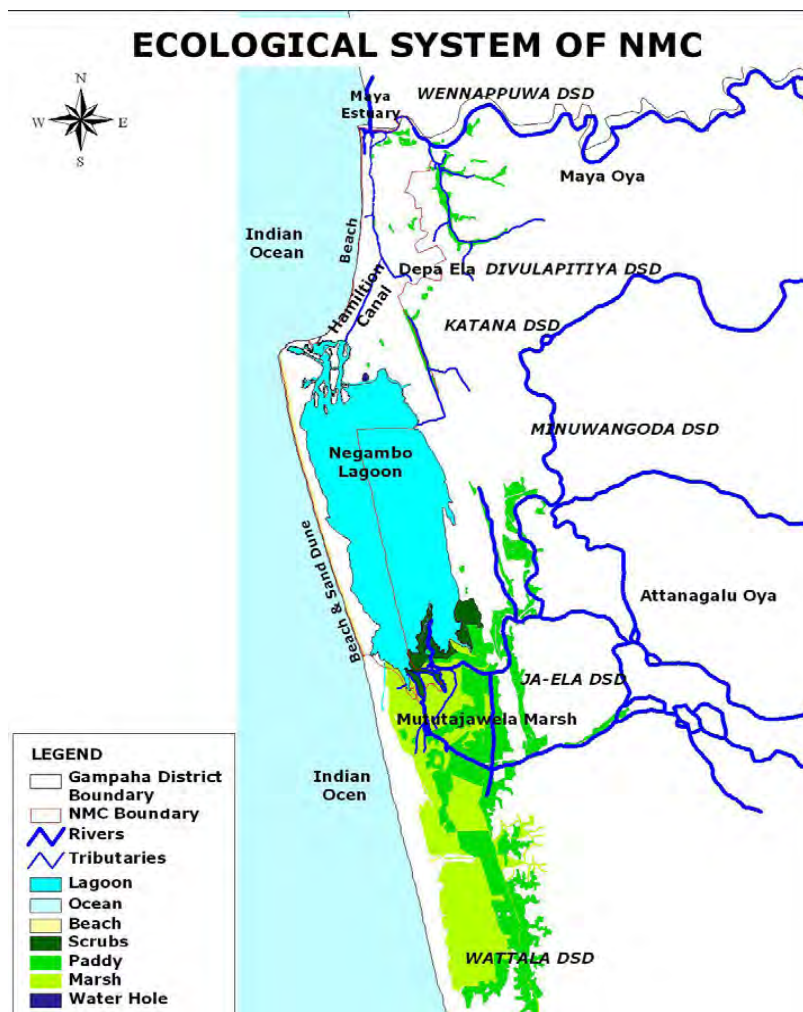 ECOLOGICAL SYSTEM OF NMC
N
W E
S
Maya
Estuary
WENNAPPUWA DSD
Maya Oya
Indian
Ocean
Beach
Depa Ela
DIVULAPITIYA DSD
Hamiltion
Canal
KATANA DSD
MINUWANGODA DSD
Negambo
Lagoon
Beach & Sand Dune
Attanagalu Oya
JA-ELA DSD
Mututajawela Marsh
Indian
Ocen
WATTALA DSD
LEGEND
Gampaha District
Boundary
NMC Boundary
Rivers
Tributaries
Lagoon
Ocean
Beach
Scrubs
Paddy
Marsh
Water Hole